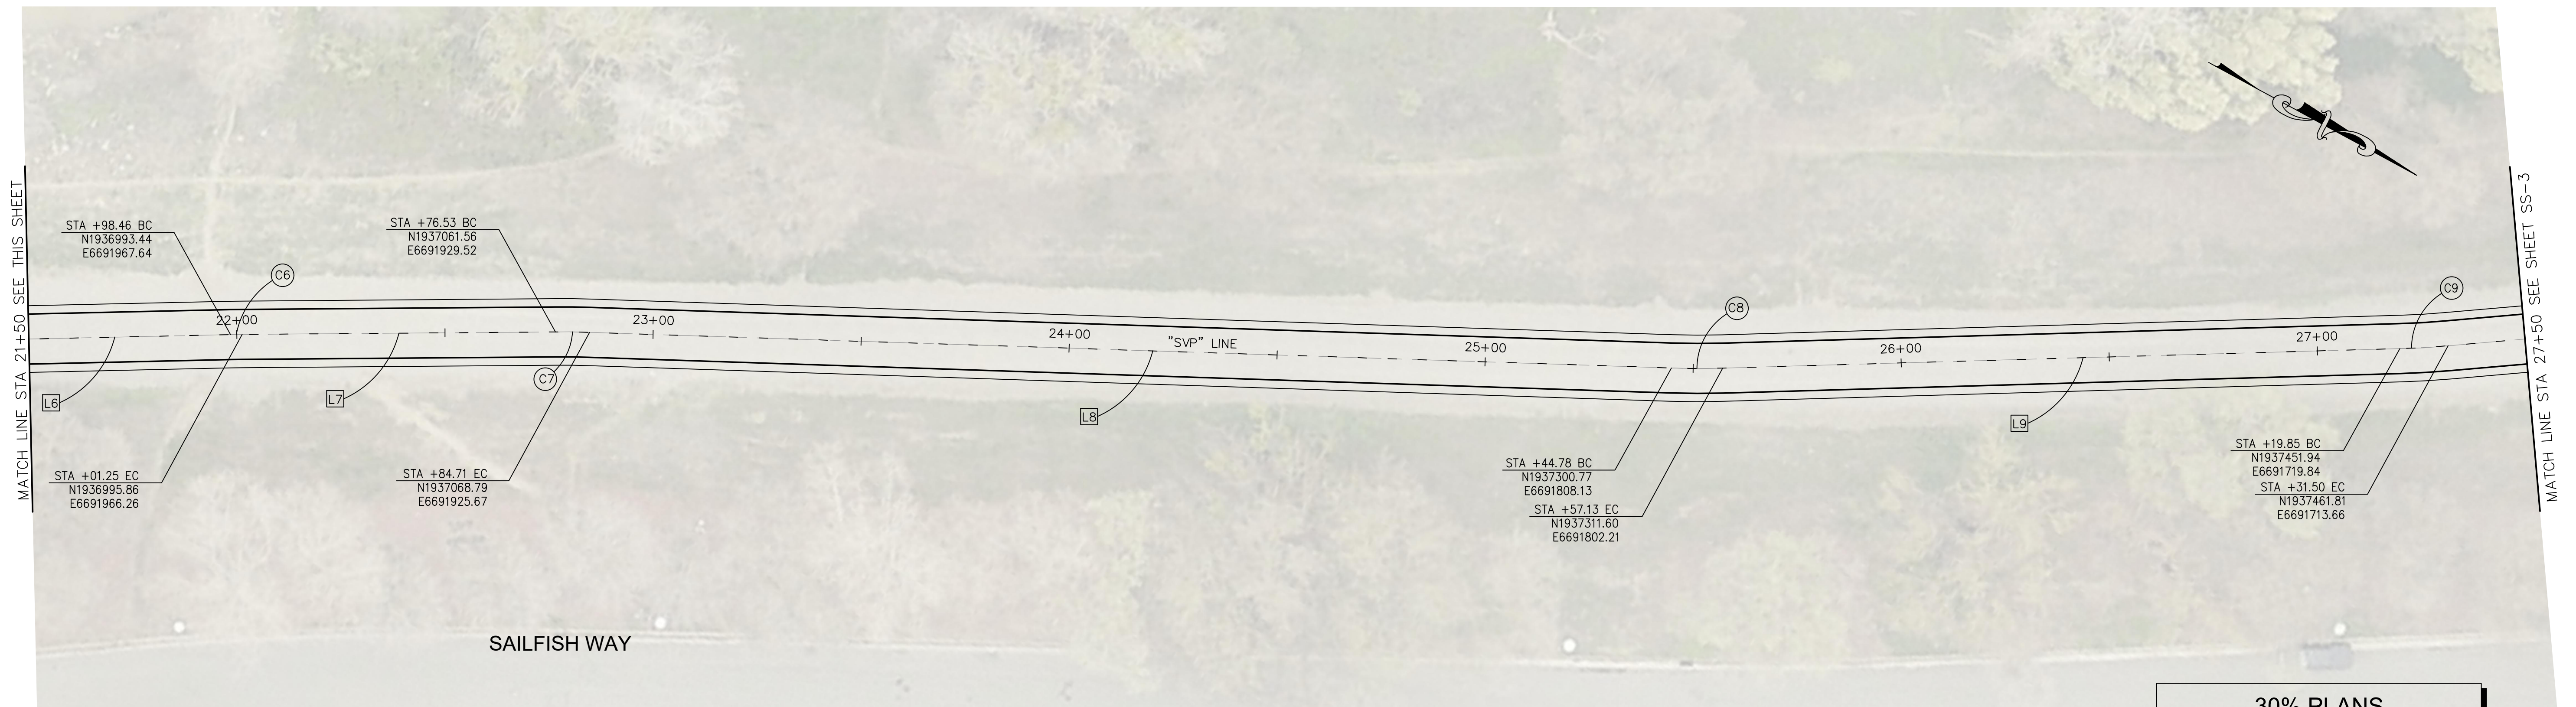 MATCH LINE STA 21+50 SEE THIS SHEET
STA +98.46 BC
N1936993.44
E6691967.64
C6
22+00
L6
STA +01.25 EC
N1936995.86
E6691966.26
L7
STA +76.53 BC
N1937061.56
E6691929.52
C7
STA +84.71 EC
N1937068.79
E6691925.67
23+00
24+00
"SVP" LINE
L8
25+00
STA +44.78 BC
N1937300.77
E6691808.13
STA +57.13 EC
N1937311.60
E6691802.21
C8
26+00
L9
27+00
C9
STA +19.85 BC
N1937451.94
E6691719.84
STA +31.50 EC
N1937461.81
E6691713.66
MATCH LINE STA 27+50 SEE SHEET SS-3
SAILFISH WAY
30% PLANS